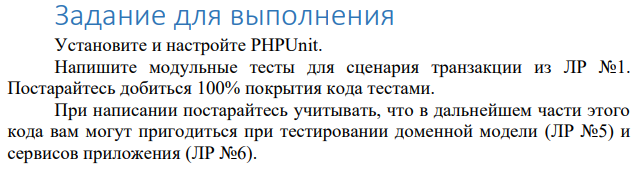 Задание для выполнения
Установите и настройте PHPUnit.
Напишите модульные тесты для сценария транзакции из ЛР №1.
Постарайтесь добиться 100% покрытия кода тестами.
При написании постарайтесь учитывать, что в дальнейшем части этого
кода вам могут пригодиться при тестировании доменной модели (ЛР №5) и
сервисов приложения (ЛР №6).